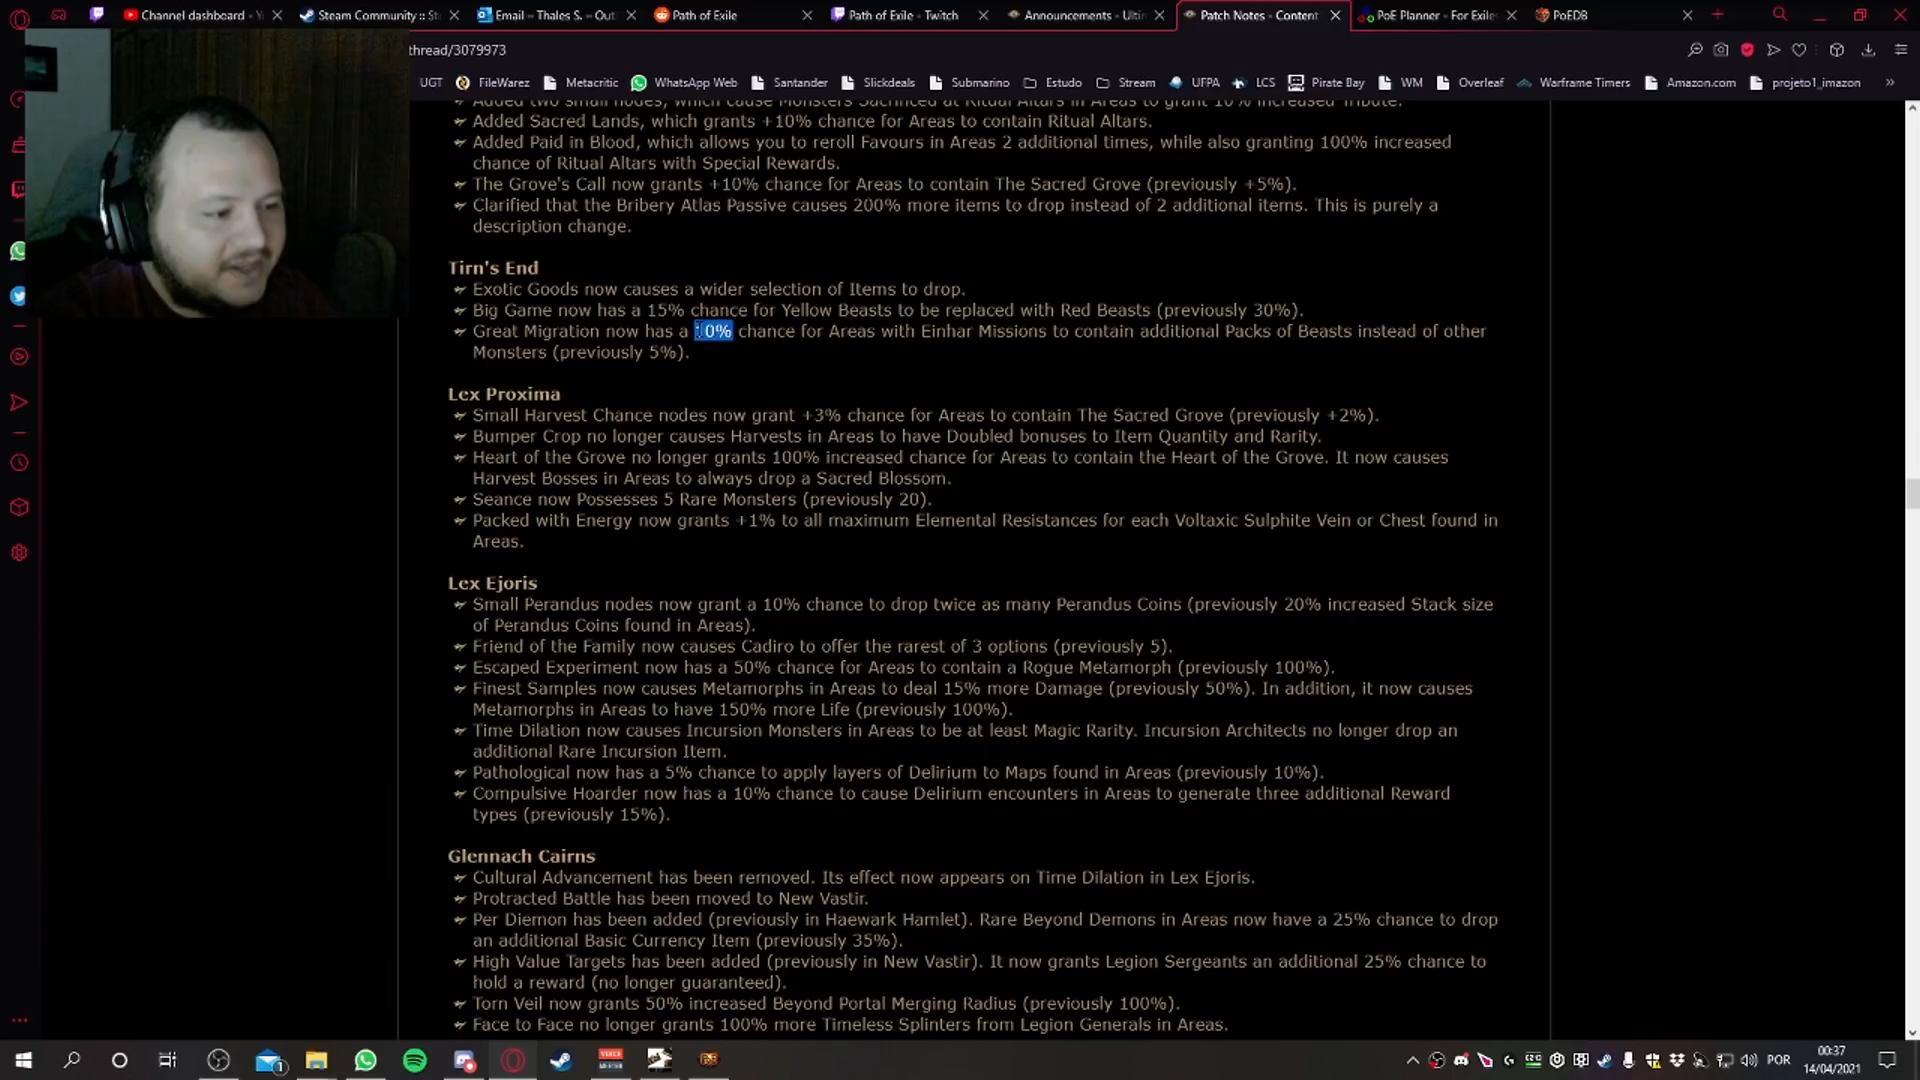 Channel dashboard - Y
Steam Community :: St
Email – Thales S. – Out
Path of Exile
Path of Exile - Twitch
Announcements - Ultin
Patch Notes - Content
PoE Planner - For Exile
PoEDB
thread/3079973
UGT
FileWarez
Metacritic
WhatsApp Web
Santander
Slickdeals
Submarino
Estudo
Stream
UFPA
LCS
Pirate Bay
WM
Overleaf
Warframe Timers
Amazon.com
projeto1_imazon
Added two small nodes, which cause Monsters Sacrificed at Ritual Altars in Areas to grant 10% increased Tribute.
Added Sacred Lands, which grants +10% chance for Areas to contain Ritual Altars.
Added Paid in Blood, which allows you to reroll Favours in Areas 2 additional times, while also granting 100% increased
chance of Ritual Altars with Special Rewards.
The Grove's Call now grants +10% chance for Areas to contain The Sacred Grove (previously +5%).
Clarified that the Bribery Atlas Passive causes 200% more items to drop instead of 2 additional items. This is purely a
description change.
Tirn's End
Exotic Goods now causes a wider selection of Items to drop.
Big Game now has a 15% chance for Yellow Beasts to be replaced with Red Beasts (previously 30%).
Great Migration now has a 10% chance for Areas with Einhar Missions to contain additional Packs of Beasts instead of other
Monsters (previously 5%).
Lex Proxima
Small Harvest Chance nodes now grant +3% chance for Areas to contain The Sacred Grove (previously +2%).
Bumper Crop no longer causes Harvests in Areas to have Doubled bonuses to Item Quantity and Rarity.
Heart of the Grove no longer grants 100% increased chance for Areas to contain the Heart of the Grove. It now causes
Harvest Bosses in Areas to always drop a Sacred Blossom.
Seance now Possesses 5 Rare Monsters (previously 20).
Packed with Energy now grants +1% to all maximum Elemental Resistances for each Voltaxic Sulphite Vein or Chest found in
Areas.
Lex Ejoris
Small Perandus nodes now grant a 10% chance to drop twice as many Perandus Coins (previously 20% increased Stack size
of Perandus Coins found in Areas).
Friend of the Family now causes Cadiro to offer the rarest of 3 options (previously 5).
Escaped Experiment now has a 50% chance for Areas to contain a Rogue Metamorph (previously 100%).
Finest Samples now causes Metamorphs in Areas to deal 15% more Damage (previously 50%). In addition, it now causes
Metamorphs in Areas to have 150% more Life (previously 100%).
Time Dilation now causes Incursion Monsters in Areas to be at least Magic Rarity. Incursion Architects no longer drop an
additional Rare Incursion Item.
Pathological now has a 5% chance to apply layers of Delirium to Maps found in Areas (previously 10%).
Compulsive Hoarder now has a 10% chance to cause Delirium encounters in Areas to generate three additional Reward
types (previously 15%).
Glennach Cairns
Cultural Advancement has been removed. Its effect now appears on Time Dilation in Lex Ejoris.
Protracted Battle has been moved to New Vastir.
Per Diemon has been added (previously in Haewark Hamlet). Rare Beyond Demons in Areas now have a 25% chance to drop
an additional Basic Currency Item (previously 35%).
High Value Targets has been added (previously in New Vastir). It now grants Legion Sergeants an additional 25% chance to
hold a reward (no longer guaranteed).
Torn Veil now grants 50% increased Beyond Portal Merging Radius (previously 100%).
Face to Face no longer grants 100% more Timeless Splinters from Legion Generals in Areas.
POR
00:37
14/04/2021